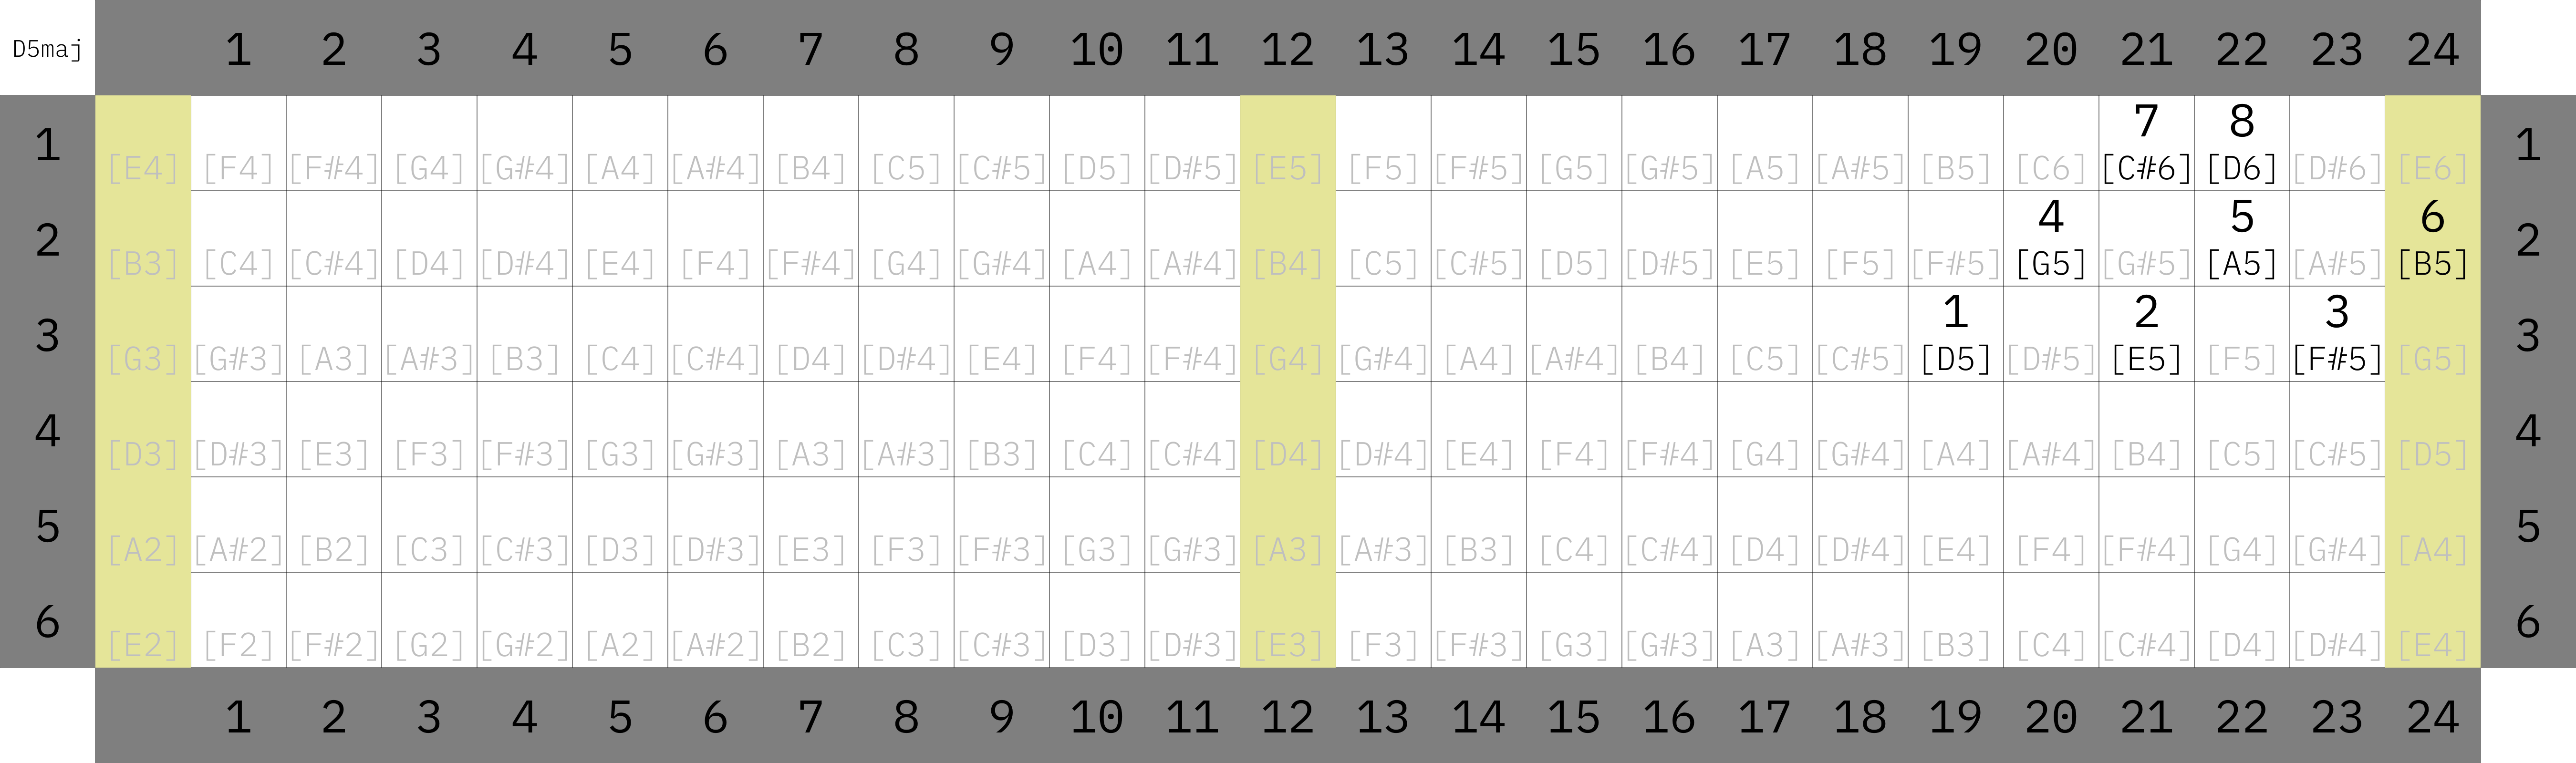 D5maj 1 2 3 4 5 6 7 8 9 10 11 12 13 14 15 16 17 18 19 20 21 22 23 24
7 8
1 [E4] [F4] [F#4] [G4] [G#4] [A4] [A#4] [B4] [C5] [C#5] [D5] [D#5] [E5] [F5] [F#5] [G5] [G#5] [A5] [A#5] [B5] [C6] [C#6] [D6] [D#6] [E6] 1
4 5 6
2 [B3] [C4] [C#4] [D4] [D#4] [E4] [F4] [F#4] [G4] [G#4] [A4] [A#4] [B4] [C5] [C#5] [D5] [D#5] [E5] [F5] [F#5] [G5] [G#5] [A5] [A#5] [B5] 2
1 2 3
3 [G3] [G#3] [A3] [A#3] [B3] [C4] [C#4] [D4] [D#4] [E4] [F4] [F#4] [G4] [G#4] [A4] [A#4] [B4] [C5] [C#5] [D5] [D#5] [E5] [F5] [F#5] [G5] 3
4 [D3] [D#3] [E3] [F3] [F#3] [G3] [G#3] [A3] [A#3] [B3] [C4] [C#4] [D4] [D#4] [E4] [F4] [F#4] [G4] [G#4] [A4] [A#4] [B4] [C5] [C#5] [D5] 4
5 [A2] [A#2] [B2] [C3] [C#3] [D3] [D#3] [E3] [F3] [F#3] [G3] [G#3] [A3] [A#3] [B3] [C4] [C#4] [D4] [D#4] [E4] [F4] [F#4] [G4] [G#4] [A4] 5
6 [E2] [F2] [F#2] [G2] [G#2] [A2] [A#2] [B2] [C3] [C#3] [D3] [D#3] [E3] [F3] [F#3] [G3] [G#3] [A3] [A#3] [B3] [C4] [C#4] [D4] [D#4] [E4] 6
1 2 3 4 5 6 7 8 9 10 11 12 13 14 15 16 17 18 19 20 21 22 23 24